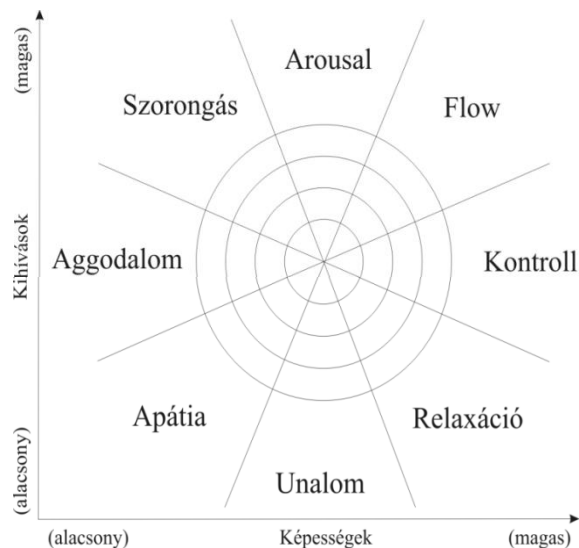 (magas)
Arousal
Szorongás
Flow
Kihívások
Aggodalom
Kontroll
Apátia
Relaxáció
(alacsony)
Unalom
(alacsony)
Képességek
(magas)